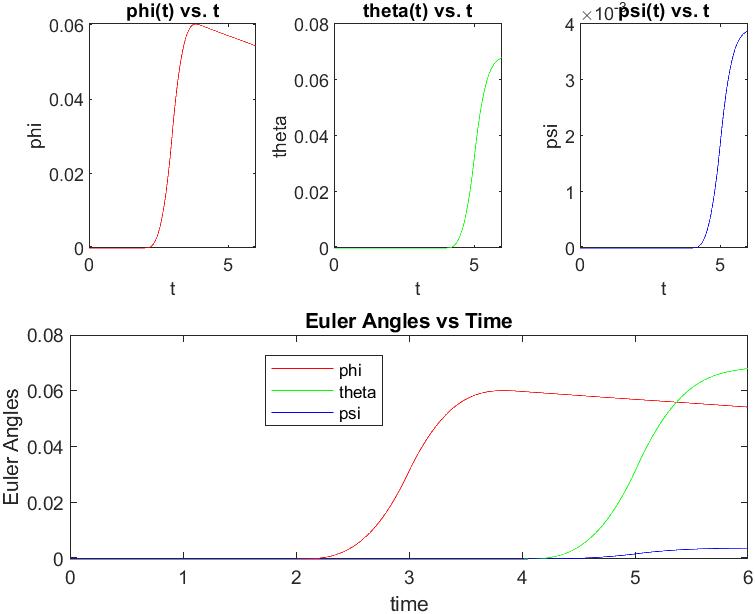 phi(t) vs. t
0.06
0.04
0.02
0
phi
0 5
t
theta(t) vs. t
0.08
0.06
0.04
0.02
0
theta
0 5
t
×10⁻³
psi(t) vs. t
4
3
2
1
0
psi
0 5
t
Euler Angles vs Time
0.08
0.06
0.04
0.02
0
Euler Angles
phi
theta
psi
0 1 2 3 4 5 6
time